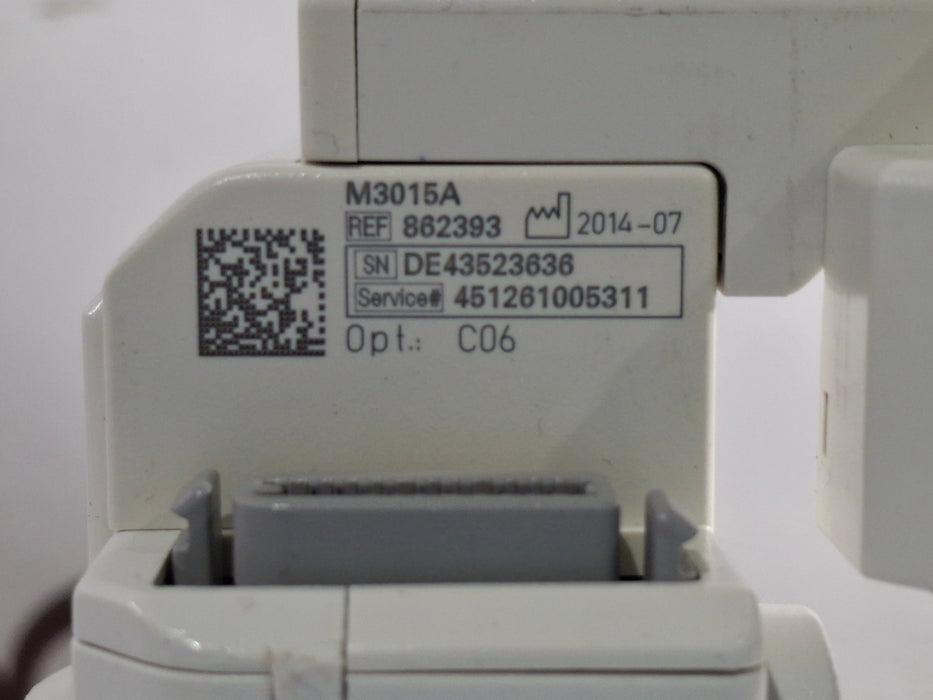 M3015A
REF 862393 2014-07
SN DE43523636
Service# 451261005311
Opt.: C06